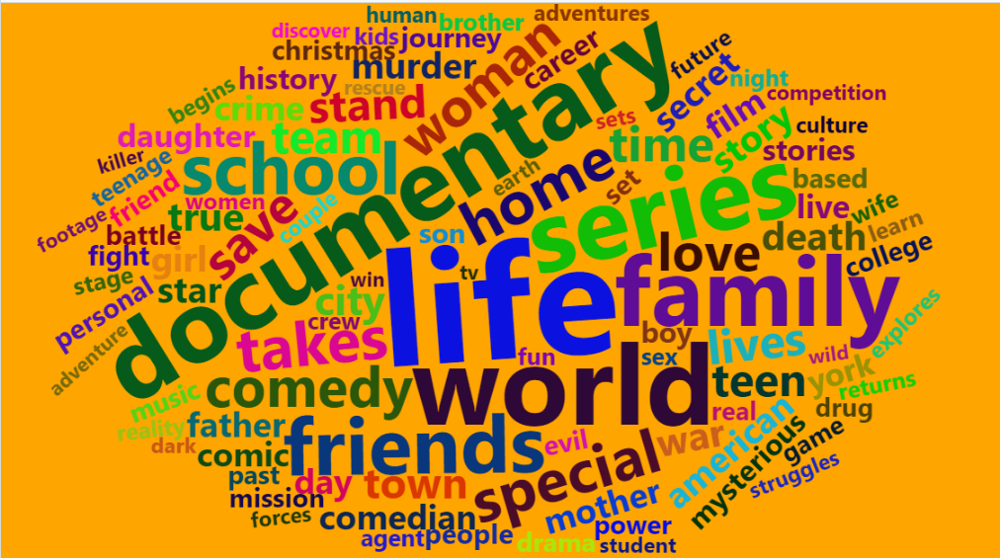 human
adventures
discover
kids
brother
journey
christmas
woman
career
documentary
future
murder
secret
night
history
rescue
begins
crime
stand
film
competition
sets
daughter
team
time
story
culture
killer
school
home
stories
teenage
earth
set
series
based
friend
women
couple
save
true
live
wife
footage
battle
son
love
death
learn
fight
girl
life
family
college
stage
star
win
tv
personal
city
crew
boy
explores
takes
fun
sex
lives
wild
adventure
comedy
world
teen
york
returns
music
real
drug
reality
father
friends
evil
war
american
mysterious
game
dark
comic
special
past
day
town
struggles
mission
mother
forces
comedian
power
agent
people
drama
student